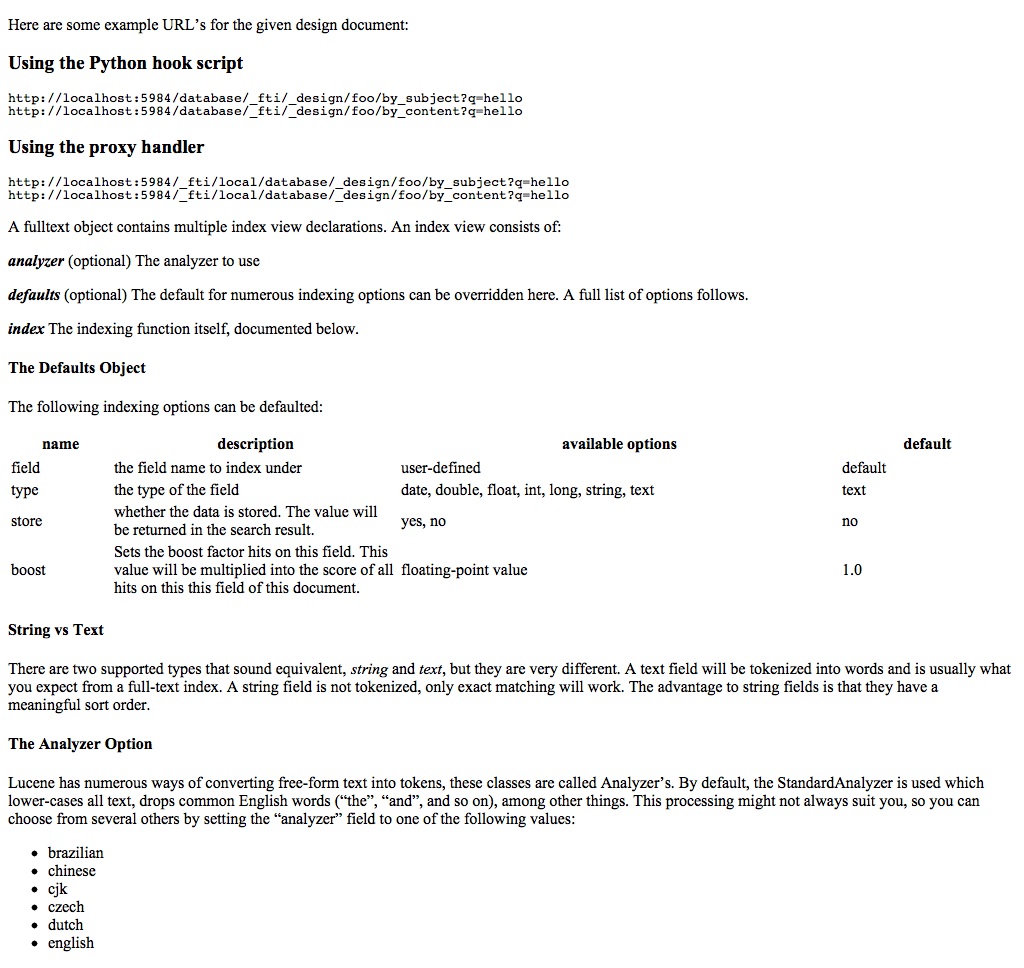 Here are some example URL’s for the given design document:
Using the Python hook script
http://localhost:5984/database/_fti/_design/foo/by_subject?q=hello
http://localhost:5984/database/_fti/_design/foo/by_content?q=hello
Using the proxy handler
http://localhost:5984/_fti/local/database/_design/foo/by_subject?q=hello
http://localhost:5984/_fti/local/database/_design/foo/by_content?q=hello
A fulltext object contains multiple index view declarations. An index view consists of:
analyzer (optional) The analyzer to use
defaults (optional) The default for numerous indexing options can be overridden here. A full list of options follows.
index The indexing function itself, documented below.
The Defaults Object
The following indexing options can be defaulted:
name description available options default
field the field name to index under user-defined default
type the type of the field date, double, float, int, long, string, text text
store whether the data is stored. The value will
be returned in the search result. yes, no no
Sets the boost factor hits on this field. This
boost value will be multiplied into the score of all floating-point value 1.0
hits on this this field of this document.
String vs Text
There are two supported types that sound equivalent, string and text, but they are very different. A text field will be tokenized into words and is usually what
you expect from a full-text index. A string field is not tokenized, only exact matching will work. The advantage to string fields is that they have a
meaningful sort order.
The Analyzer Option
Lucene has numerous ways of converting free-form text into tokens, these classes are called Analyzer’s. By default, the StandardAnalyzer is used which
lower-cases all text, drops common English words (“the”, “and”, and so on), among other things. This processing might not always suit you, so you can
choose from several others by setting the “analyzer” field to one of the following values:
• brazilian
• chinese
• cjk
• czech
• dutch
• english